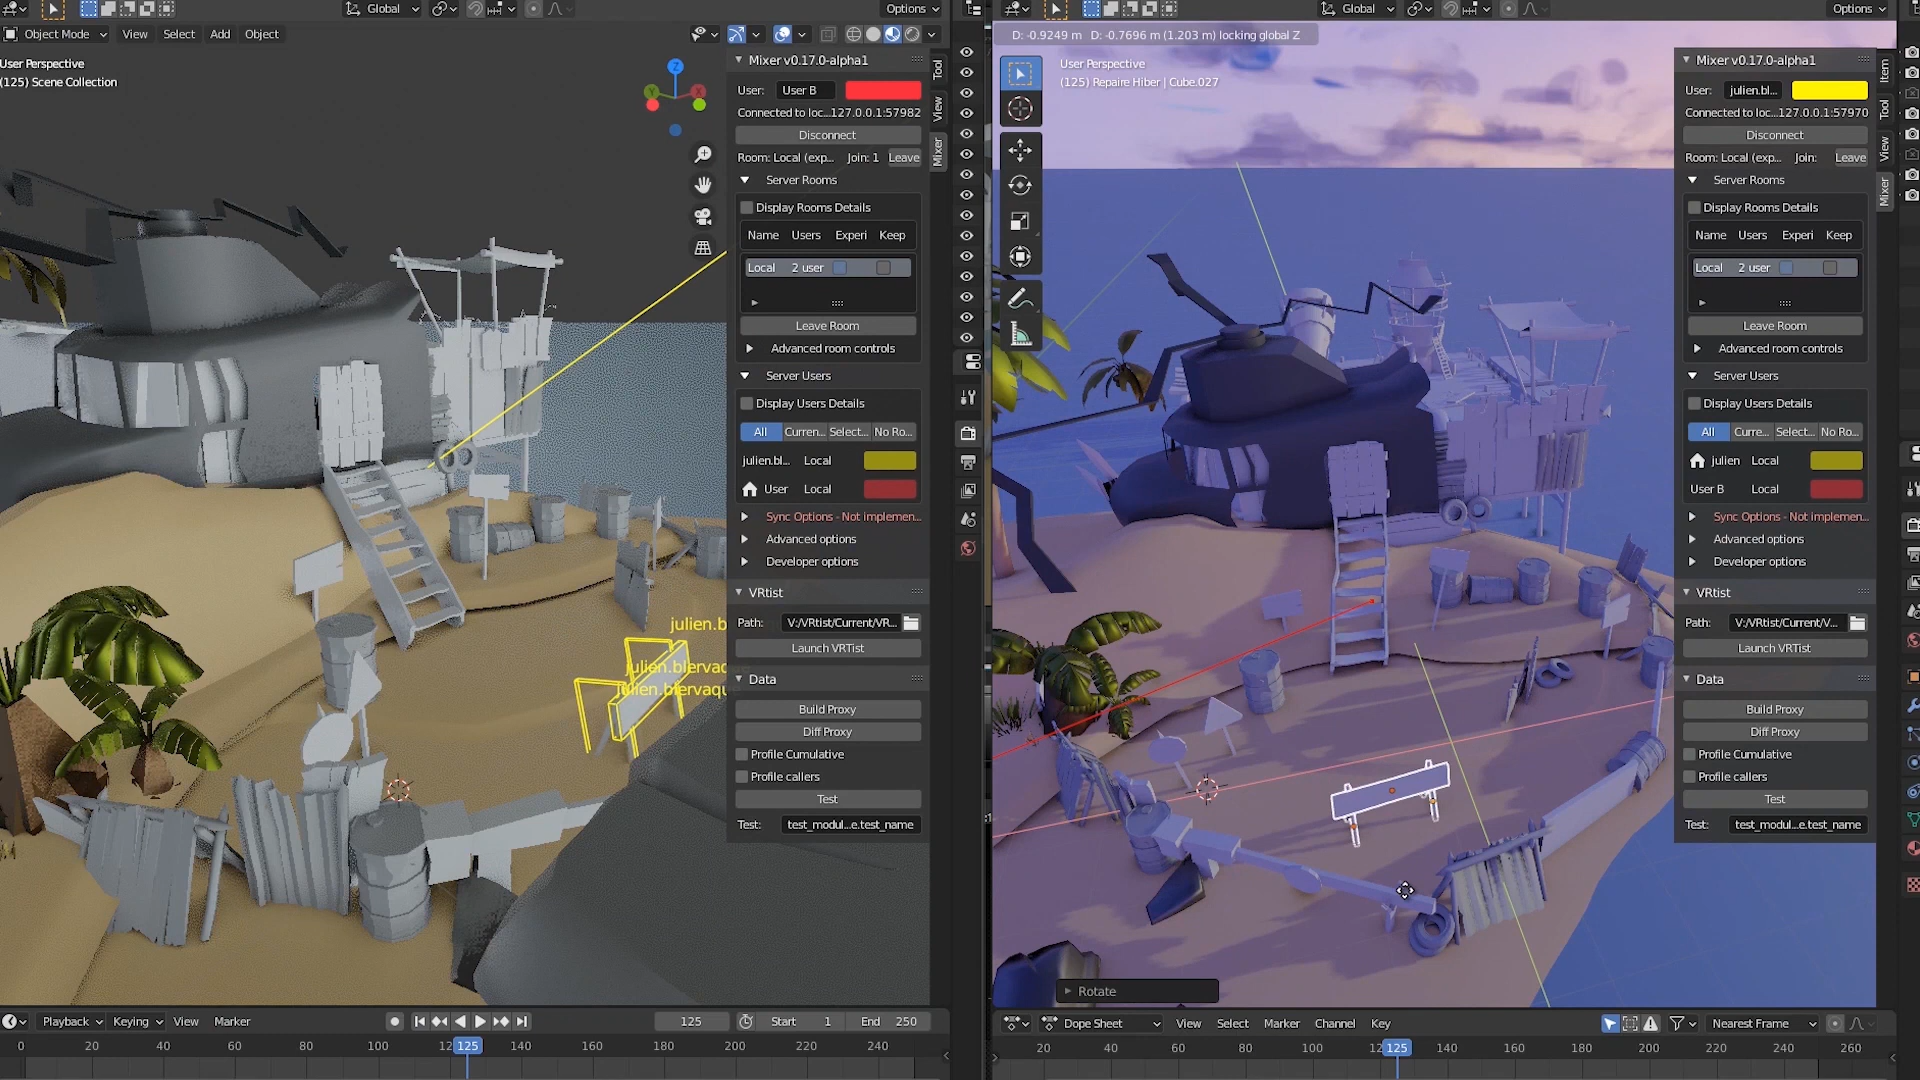 Global
Options
Object Mode
View
Select
Add
Object
User Perspective
(125) Scene Collection
Z
Y
Mixer v0.17.0-alpha1
User:
User B
Connected to loc...127.0.0.1:57982
Disconnect
Room: Local (exp...
Join: 1
Leave
Server Rooms
Display Rooms Details
Name
Users
Experi
Keep
Local
2 user
Leave Room
Advanced room controls
Server Users
Display Users Details
All
Curren...
Select...
No Ro...
julien.bl...
Local
User
Local
Sync Options - Not implemen...
Advanced options
Developer options
VRtist
Path:
V:/VRtist/Current/VR...
Launch VRTist
Data
Build Proxy
Diff Proxy
Profile Cumulative
Profile callers
Test
Test:
test_modul...e.test_name
Tool
View
Mixer
julien.b
julien.blervaque
julien.blervaqu
Playback
Keying
View
Marker
125
Start
1
End
250
0
20
40
60
80
100
12
125
140
160
180
200
220
240
Global
Options
D: -0.9249 m D: -0.7696 m (1.203 m) locking global Z
User Perspective
(125) Repaire Hiber | Cube.027
Mixer v0.17.0-alpha1
User:
julien.bl...
Connected to loc...127.0.0.1:57970
Disconnect
Room: Local (exp...
Join:
Leave
Server Rooms
Display Rooms Details
Name
Users
Experi
Keep
Local
2 user
Leave Room
Advanced room controls
Server Users
Display Users Details
All
Curre...
Select...
No Ro...
julien
Local
User B
Local
Sync Options - Not implemen...
Advanced options
Developer options
VRtist
Path:
V:/VRtist/Current/V...
Launch VRTist
Data
Build Proxy
Diff Proxy
Profile Cumulative
Profile callers
Test
Test:
test_modul...e.test_name
Item
Tool
View
Mixer
Rotate
Dope Sheet
View
Select
Marker
Channel
Key
Nearest Frame
20
40
60
80
100
12
125
140
160
180
200
220
240
260